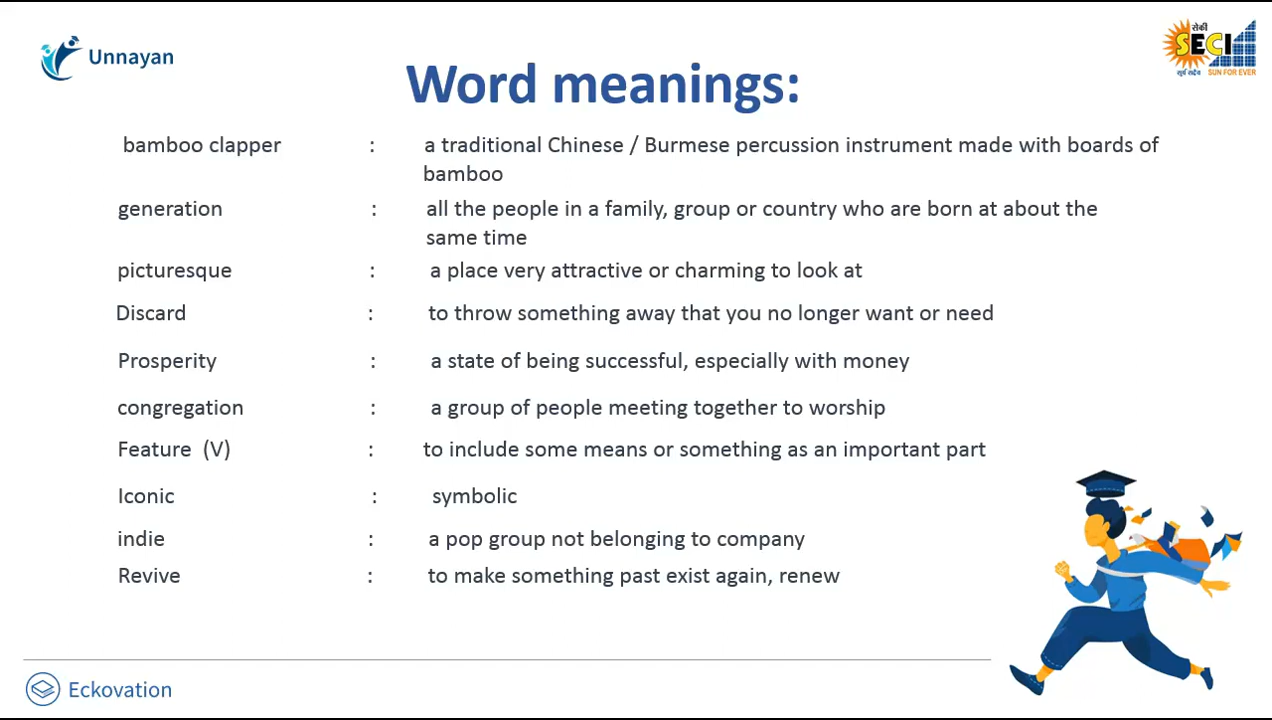 Unnayan
सेकी
SECI
SUN FOR EVER
Word meanings:
bamboo clapper : a traditional Chinese / Burmese percussion instrument made with boards of
bamboo
generation : all the people in a family, group or country who are born at about the
same time
picturesque : a place very attractive or charming to look at
Discard : to throw something away that you no longer want or need
Prosperity : a state of being successful, especially with money
congregation : a group of people meeting together to worship
Feature (V) : to include some means or something as an important part
Iconic : symbolic
indie : a pop group not belonging to company
Revive : to make something past exist again, renew
Eckovation